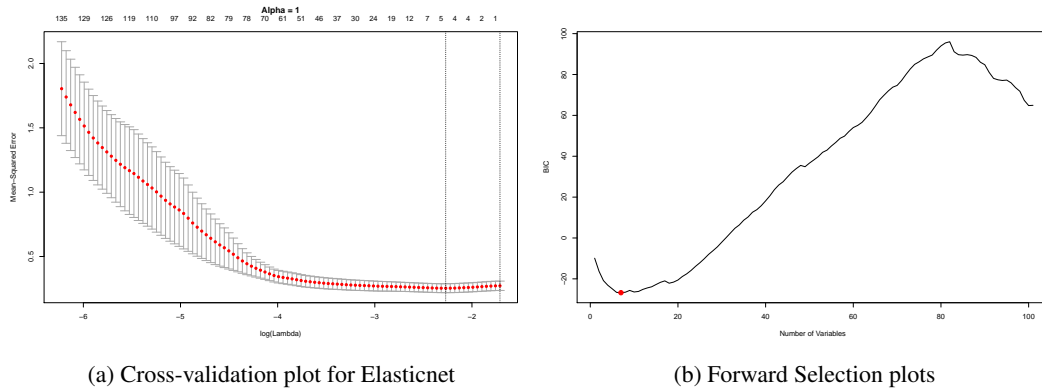 Alpha = 1
135 129 126 119 110 97 92 82 79 78 70 61 51 46 37 30 24 19 12 7 5 4 4 2 1
2.0
1.5
1.0
0.5
Mean-Squared Error
-6 -5 -4 -3 -2
log(Lambda)
100
80
60
40
20
0
-20
BIC
0 20 40 60 80 100
Number of Variables
(a) Cross-validation plot for Elasticnet
(b) Forward Selection plots